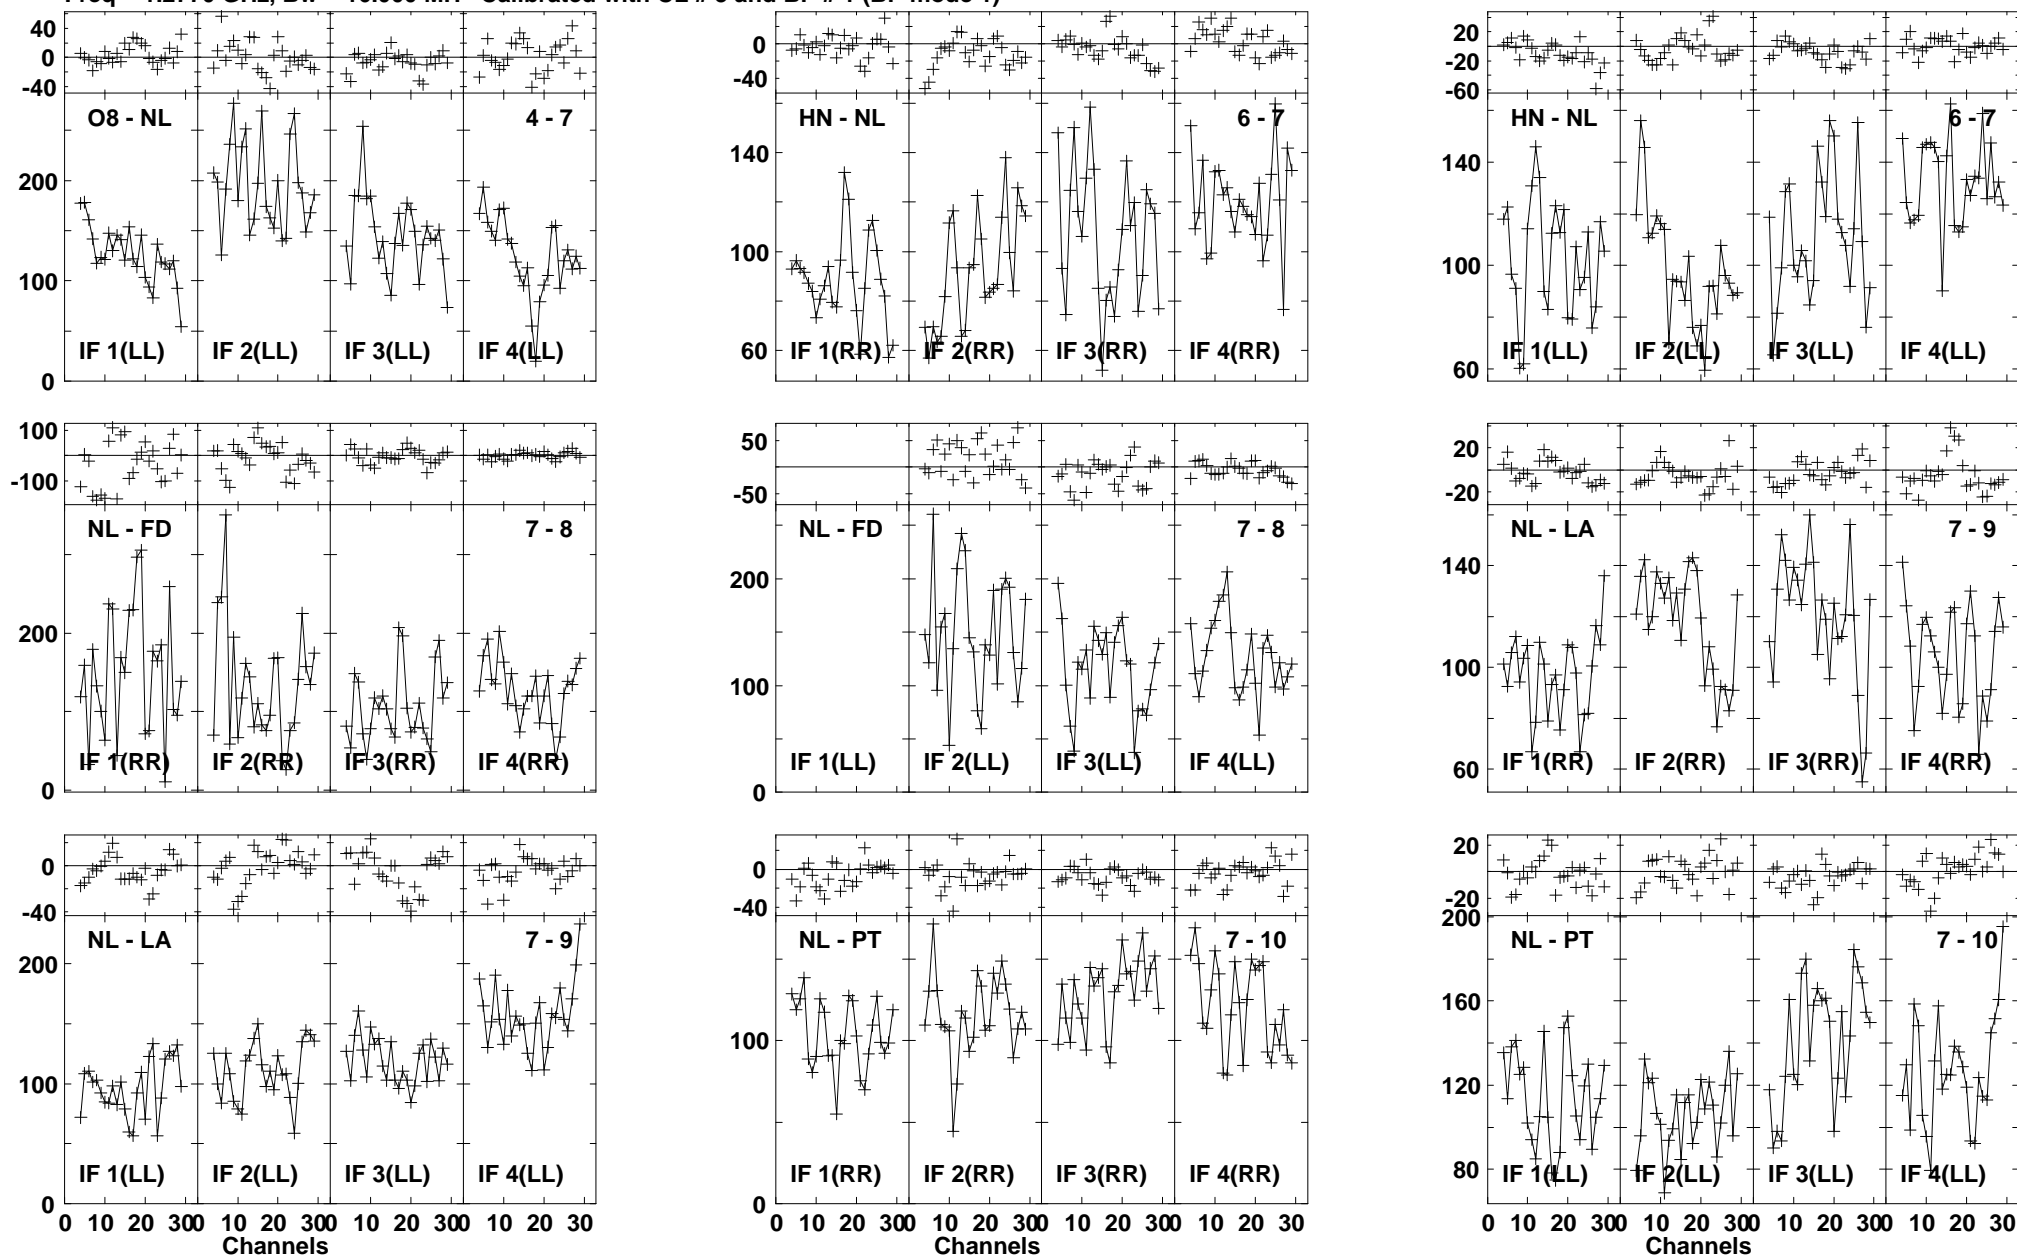 40
0
-40
O8 - NL
4 - 7
200
100
0
IF 1(LL)
IF 2(LL)
IF 3(LL)
IF 4(LL)
0
-40
HN - NL
6 - 7
140
100
60
IF 1(RR)
IF 2(RR)
IF 3(RR)
IF 4(RR)
20
-20
-60
HN - NL
6 - 7
140
100
60
IF 1(LL)
IF 2(LL)
IF 3(LL)
IF 4(LL)
100
-100
NL - FD
7 - 8
200
0
IF 1(RR)
IF 2(RR)
IF 3(RR)
IF 4(RR)
50
-50
NL - FD
7 - 8
200
100
0
IF 1(LL)
IF 2(LL)
IF 3(LL)
IF 4(LL)
20
-20
NL - LA
7 - 9
140
100
60
IF 1(RR)
IF 2(RR)
IF 3(RR)
IF 4(RR)
0
-40
NL - LA
7 - 9
200
100
0
IF 1(LL)
IF 2(LL)
IF 3(LL)
IF 4(LL)
0 10 20 30 0 10 20 30 0 10 20 30 0 10 20 30
Channels
0
-40
NL - PT
7 - 10
100
0
IF 1(RR)
IF 2(RR)
IF 3(RR)
IF 4(RR)
0 10 20 30 0 10 20 30 0 10 20 30 0 10 20 30
Channels
20
-20
200
NL - PT
7 - 10
160
120
80
IF 1(LL)
IF 2(LL)
IF 3(LL)
IF 4(LL)
0 10 20 30 0 10 20 30 0 10 20 30 0 10 20 30
Channels